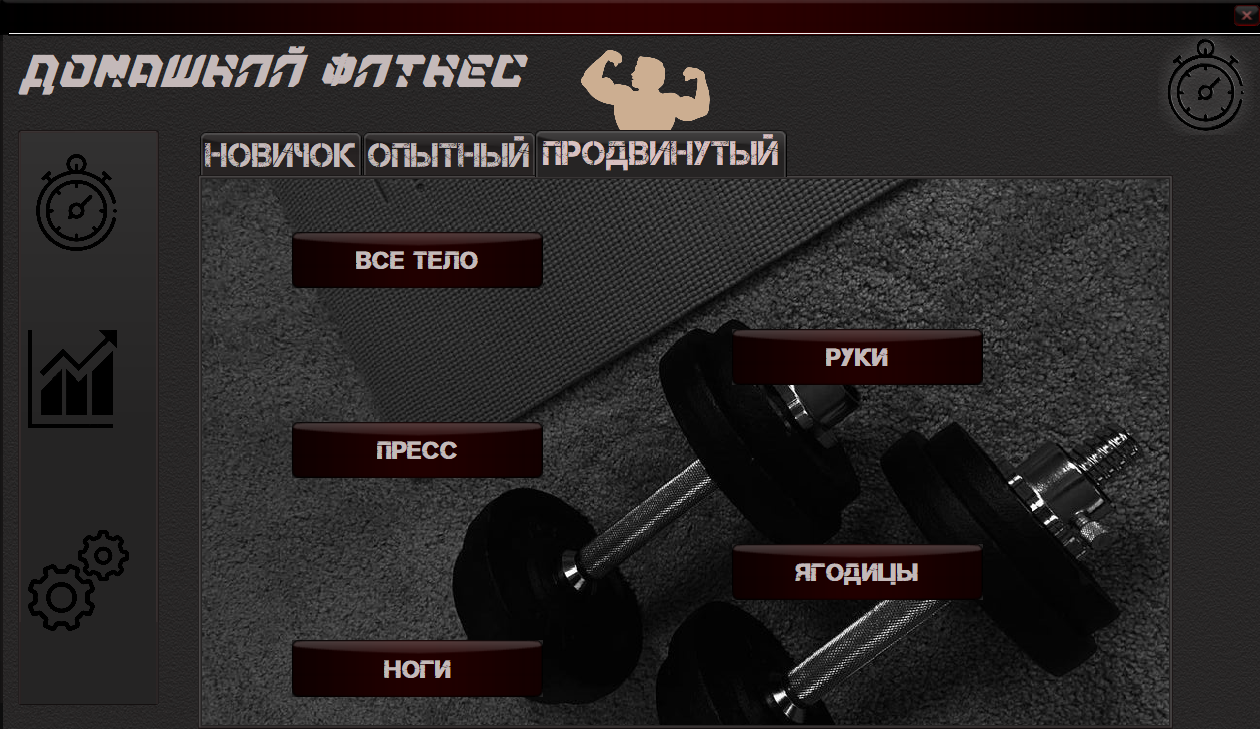 ДОМАШНИЙ ФИТНЕС
НОВИЧОК ОПЫТНЫЙ ПРОДВИНУТЫЙ
ВСЕ ТЕЛО
РУКИ
ПРЕСС
ЯГОДИЦЫ
НОГИ